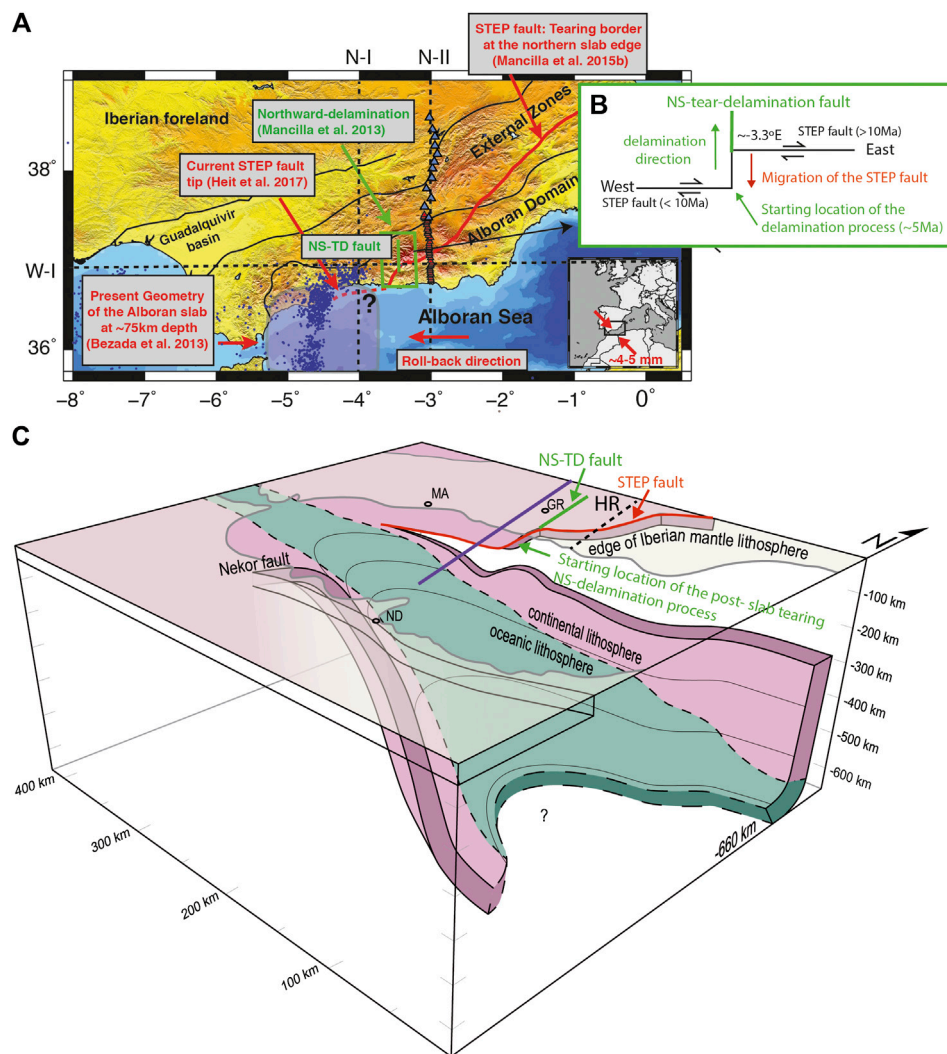 A
N-I
N-II
STEP fault: Tearing border
at the northern slab edge
(Mancilla et al. 2015b)
Iberian foreland
Northward-delamination
(Mancilla et al. 2013)
External Zones
38°
Current STEP fault
tip (Heit et al. 2017)
Guadalquivir
basin
NS-TD fault
Alboran Domain
W-I
Present Geometry
of the Alboran slab
at ~75km depth
(Bezada et al. 2013)
?
Alboran Sea
36°
Roll-back direction
~4-5 mm
−8
−7
−6
−5
−4
−3
−2
−1
0°
B
NS-tear-delamination fault
delamination
direction
~-3.3ºE
STEP fault (>10Ma)
East
West
STEP fault (< 10Ma)
Migration of the STEP fault
Starting location of the
delamination process (~5Ma)
C
NS-TD fault
STEP fault
MA
GR
HR
N
edge of Iberian mantle lithosphere
Nekor fault
Starting location of the post- slab tearing
NS-delamination process
ND
continental lithosphere
oceanic lithosphere
-100 km
-200 km
-300 km
-400 km
-500 km
-600 km
-660 km
?
400 km
300 km
200 km
100 km